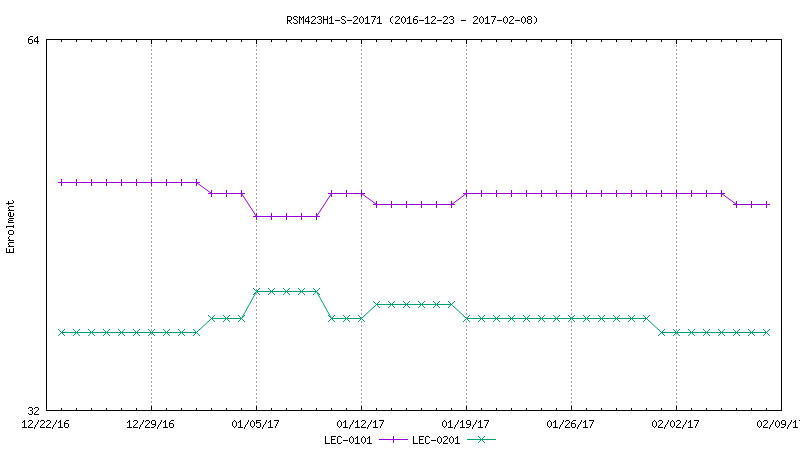 RSM423H1-S-20171 (2016-12-23 - 2017-02-08)
64
Enrolment
32
12/22/16 12/29/16 01/05/17 01/12/17 01/19/17 01/26/17 02/02/17 02/09/1
LEC-0101 LEC-0201